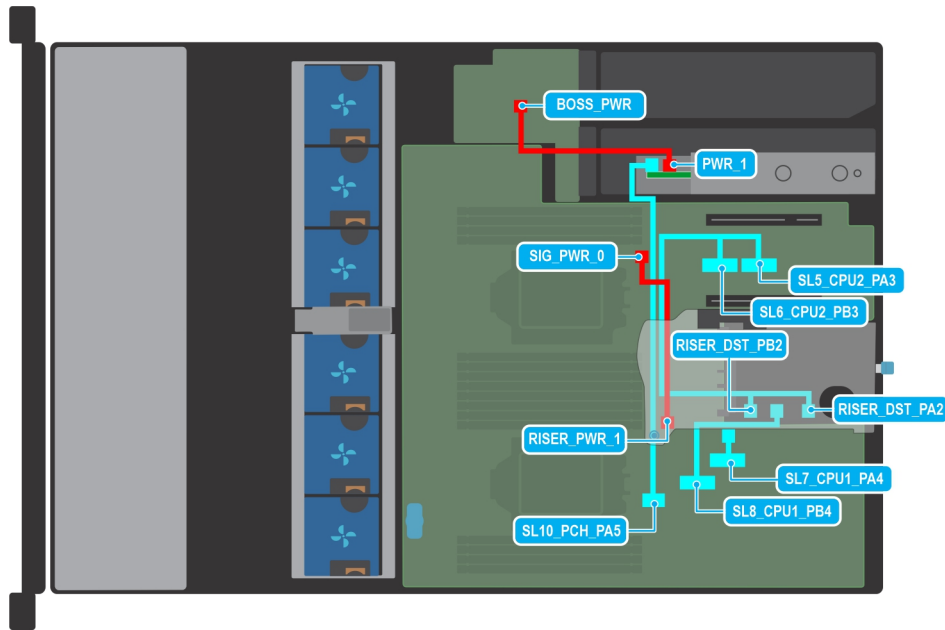 BOSS_PWR
PWR_1
SIG_PWR_0
SL5_CPU2_PA3
SL6_CPU2_PB3
RISER_DST_PB2
RISER_DST_PA2
RISER_PWR_1
SL7_CPU1_PA4
SL8_CPU1_PB4
SL10_PCH_PA5